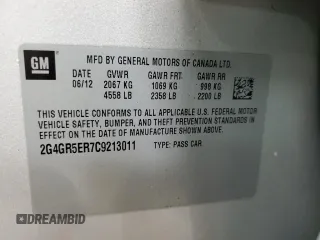 GM
MFD BY GENERAL MOTORS OF CANADA LTD.
DATE GVWR GAWR FRT. GAWR RR
06/12 2067 KG 1069 KG 998 KG
4558 LB 2358 LB 2200 LB
THIS VEHICLE CONFORMS TO ALL APPLICABLE U.S. FEDERAL MOTOR
VEHICLE SAFETY, BUMPER, AND THEFT PREVENTION STANDARDS IN
EFFECT ON THE DATE OF MANUFACTURE SHOWN ABOVE.
2G4GR5ER7C9213011 TYPE: PASS CAR
DREAMBID